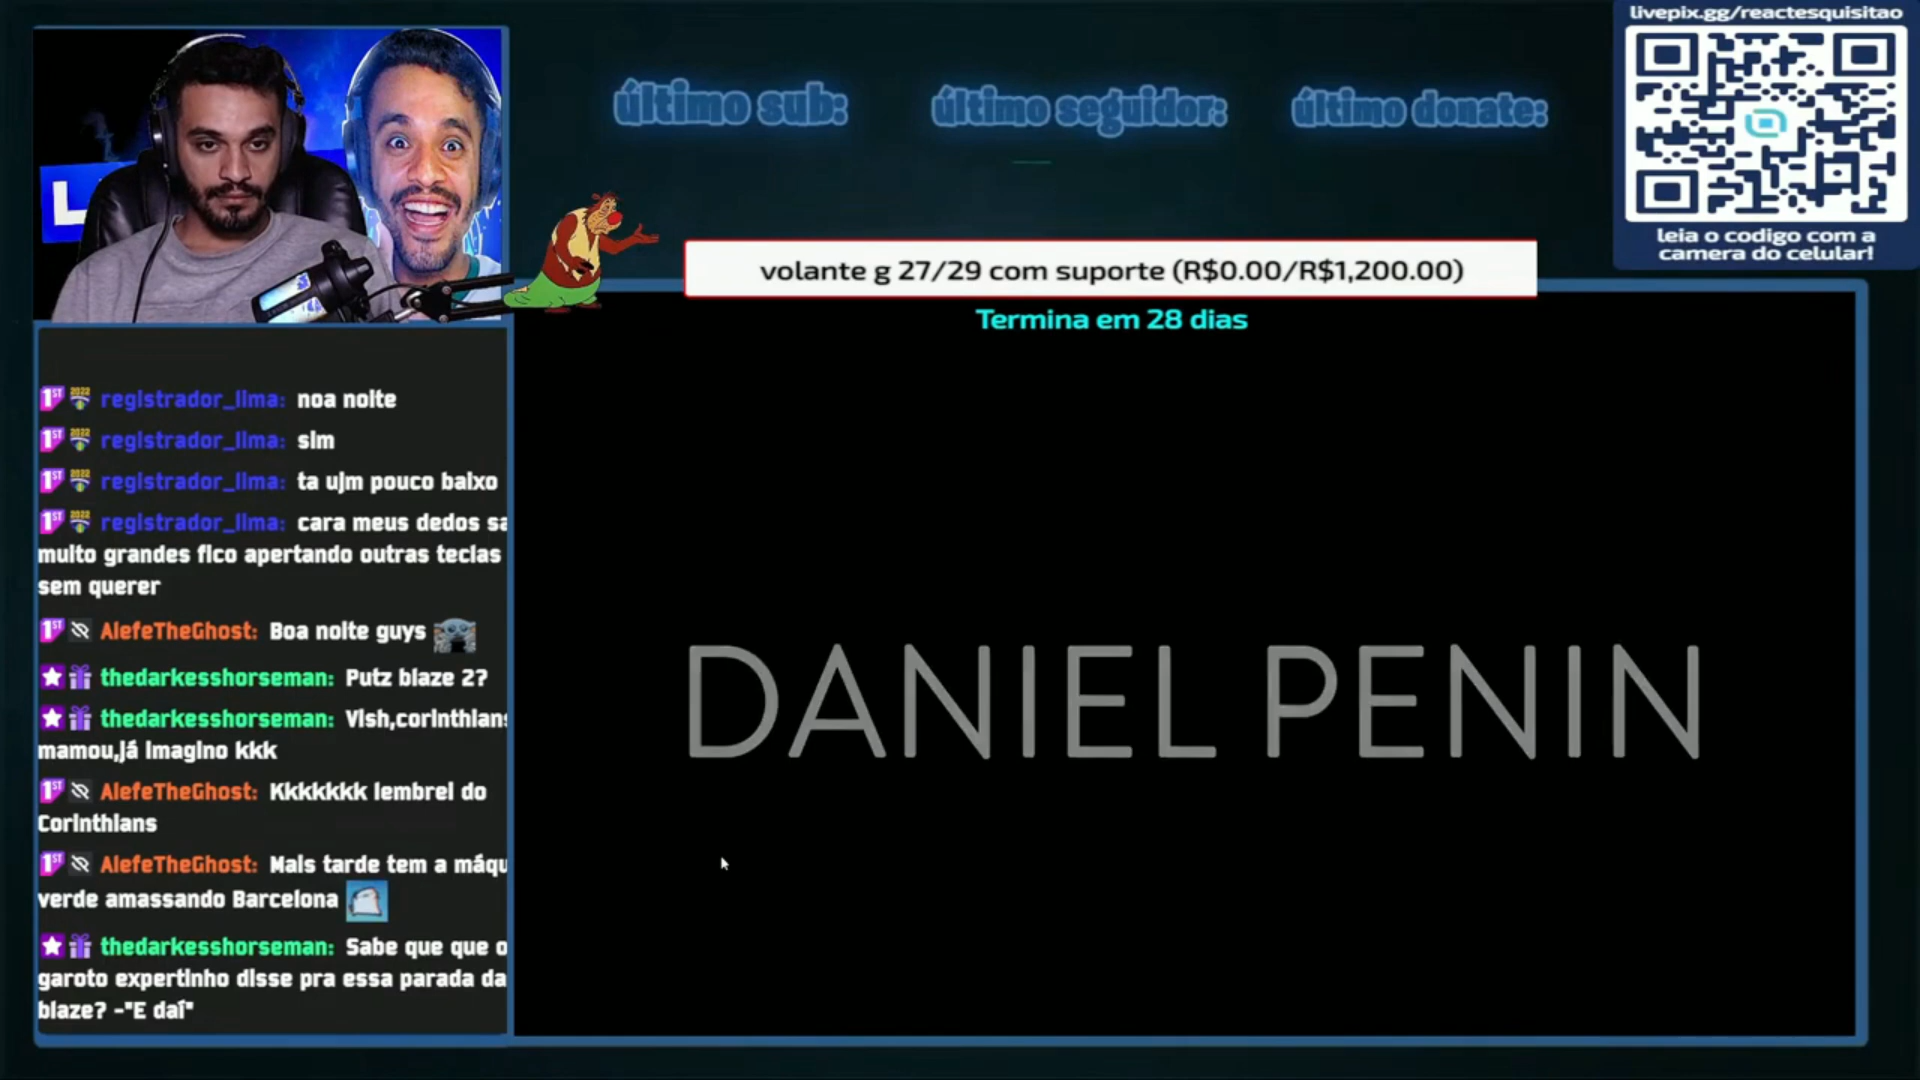 livepix.gg/reactesquisitao
último sub:
último seguidor:
último donate:
leia o codigo com a
camera do celular!
volante g 27/29 com suporte (R$0.00/R$1,200.00)
Termina em 28 dias
DANIEL PENIN
registrador_lima: noa noite
registrador_lima: sim
registrador_lima: ta ujm pouco baixo
registrador_lima: cara meus dedos sa
muito grandes fico apertando outras teclas
sem querer
AlefeTheGhost: Boa noite guys
thedarkesshorseman: Putz blaze 2?
thedarkesshorseman: Vish,corinthians
mamou,já imagino kkk
AlefeTheGhost: Kkkkkkk lembrei do
Corinthians
AlefeTheGhost: Mais tarde tem a máqu
verde amassando Barcelona
thedarkesshorseman: Sabe que que o
garoto expertinho disse pra essa parada da
blaze? -"E daí"